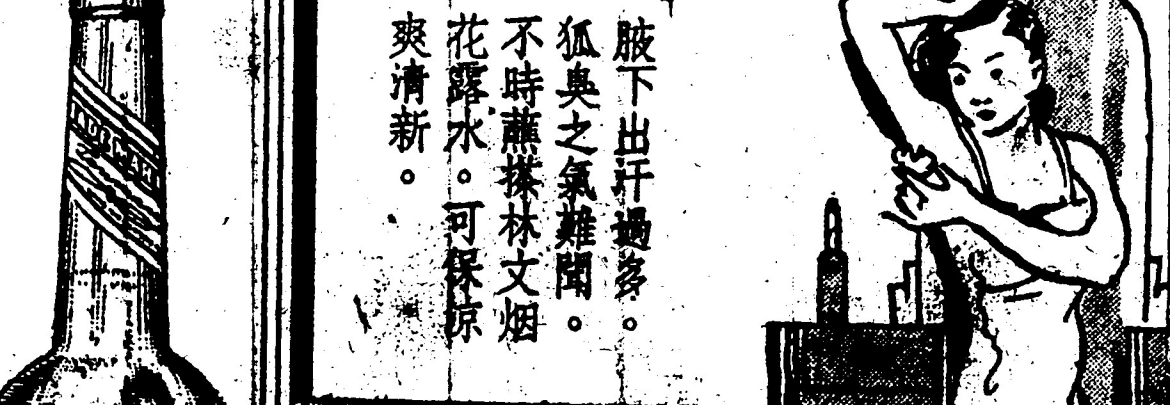 腋下出汗過多。
狐臭之氣難聞。
不時蘸搽林文烟
花露水。可保凉
爽清新。